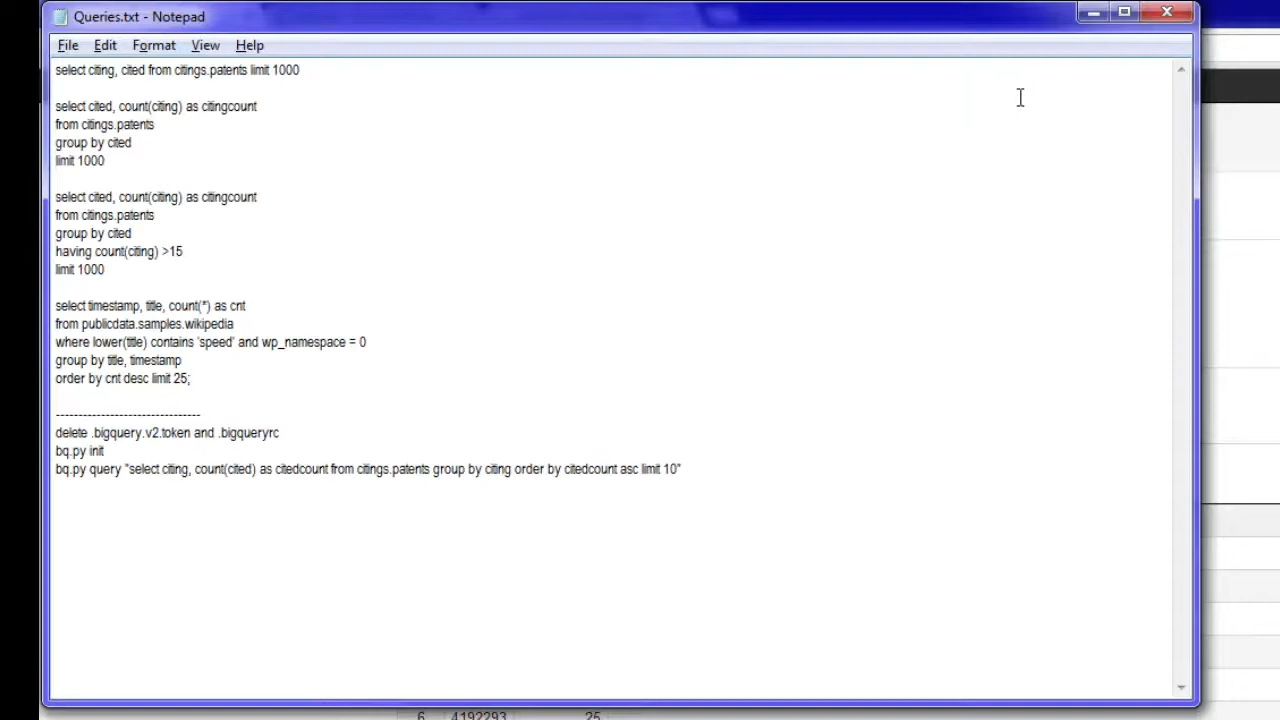 Queries.txt - Notepad
File Edit Format View Help
select citing, cited from citings.patents limit 1000
select cited, count(citing) as citingcount
from citings.patents
group by cited
limit 1000
select cited, count(citing) as citingcount
from citings.patents
group by cited
having count(citing) >15
limit 1000
select timestamp, title, count(*) as cnt
from publicdata.samples.wikipedia
where lower(title) contains 'speed' and wp_namespace = 0
group by title, timestamp
order by cnt desc limit 25;
--------------------------------
delete .bigquery.v2.token and .bigqueryrc
bq.py init
bq.py query "select citing, count(cited) as citedcount from citings.patents group by citing order by citedcount asc limit 10"
6 4192293 25